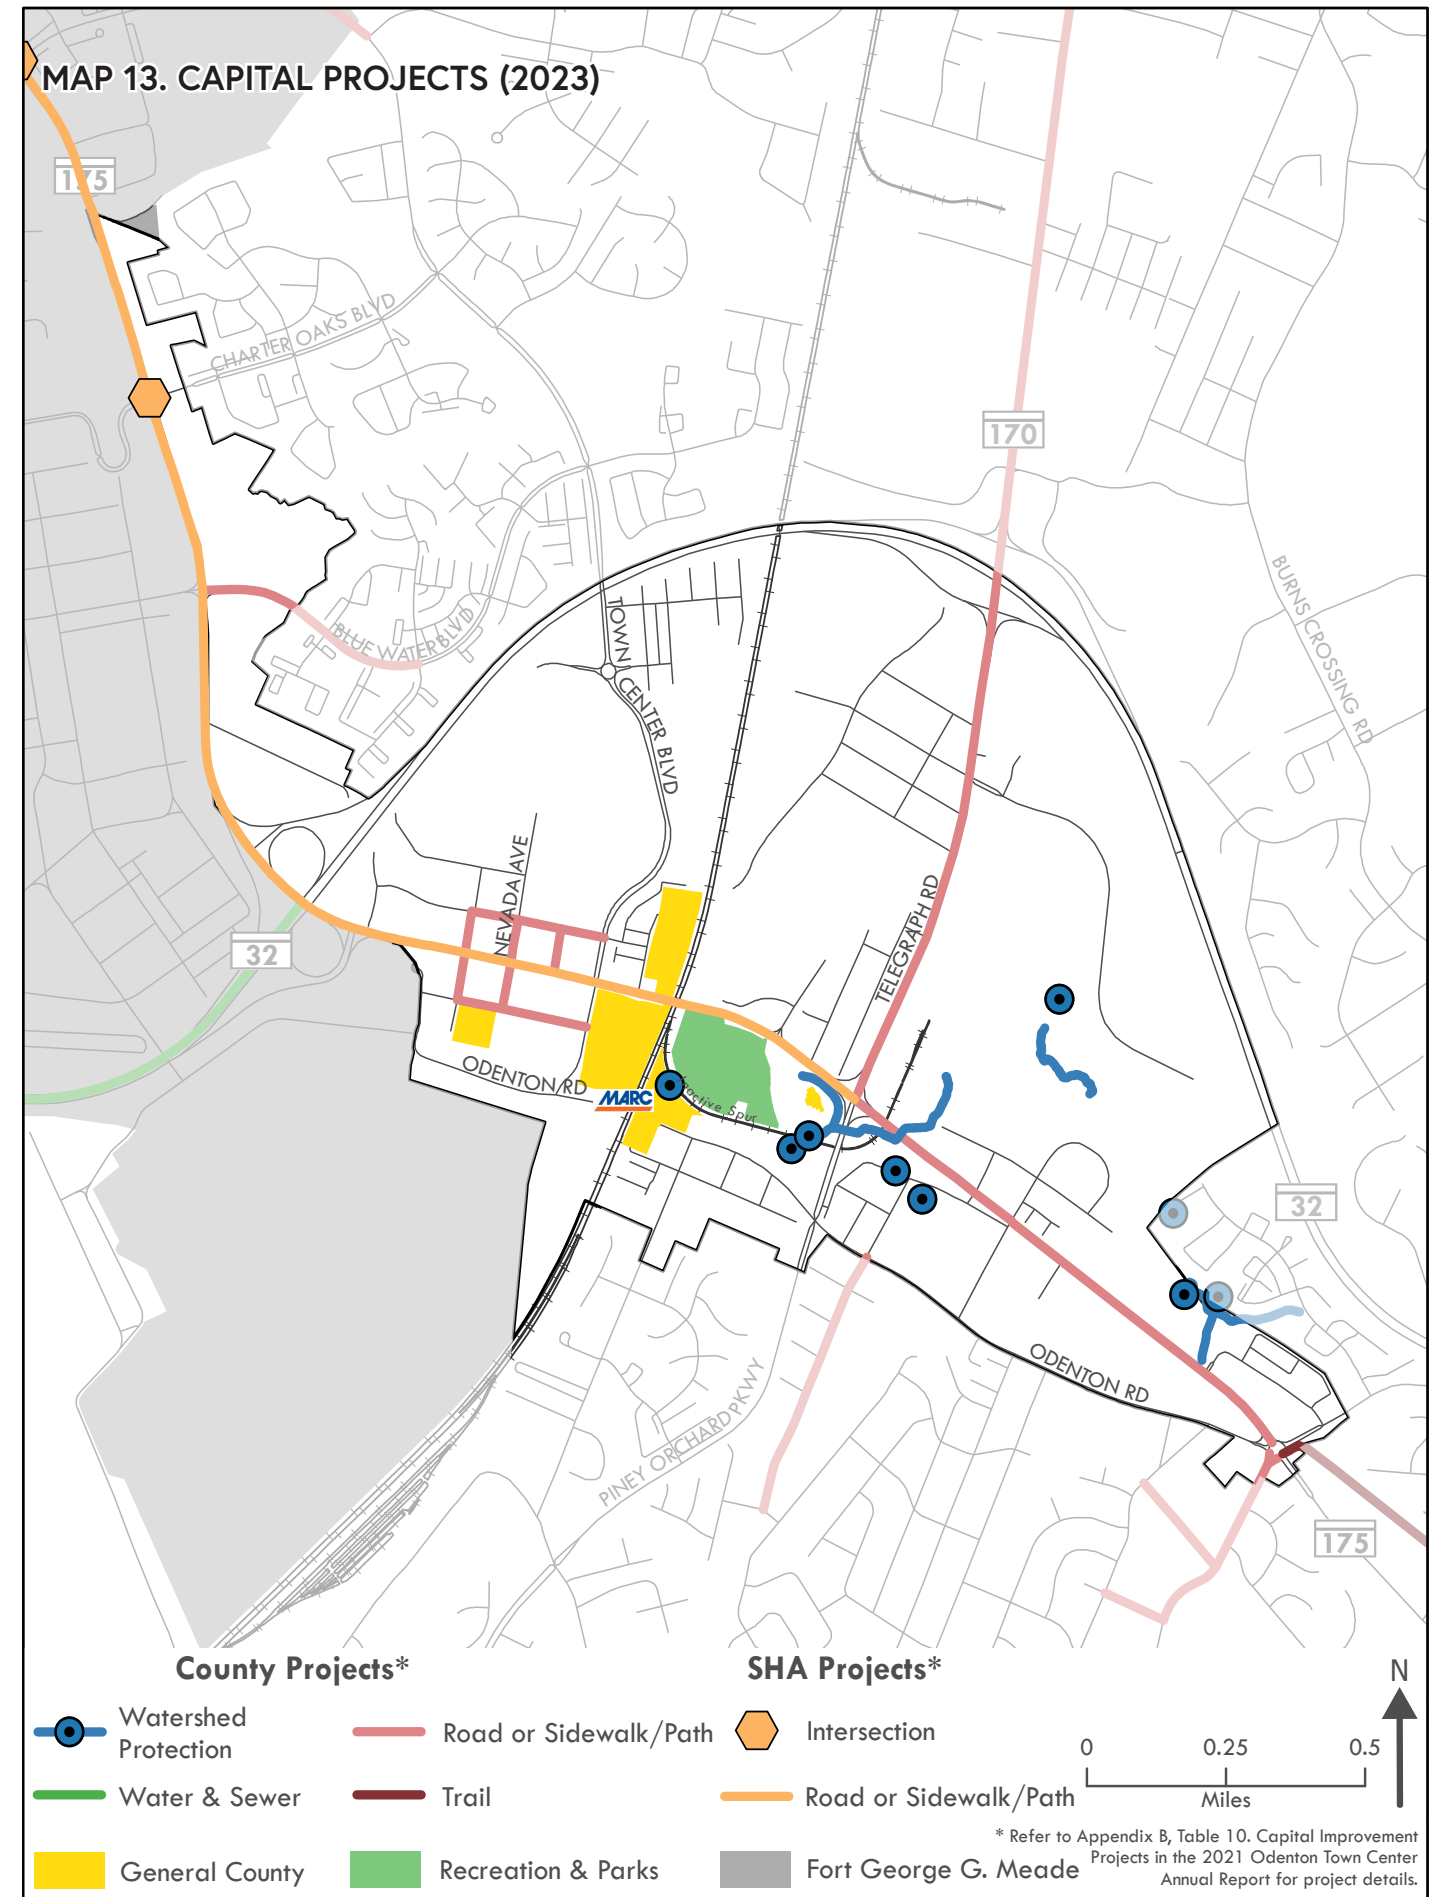 MAP 13. CAPITAL PROJECTS (2023)
175
CHARTER OAKS BLVD
170
BURNS CROSSING RD
BLUE WATER BLVD
TOWN CENTER BLVD
NEVADA AVE
TELEGRAPH RD
32
ODENTON RD
MARC
Inactive Spur
32
ODENTON RD
PINEY ORCHARD PKWY
175
County Projects*
SHA Projects*
N
Watershed
Protection
Road or Sidewalk/Path
Intersection
0 0.25 0.5
Miles
Water & Sewer
Trail
Road or Sidewalk/Path
General County
Recreation & Parks
Fort George G. Meade
* Refer to Appendix B, Table 10. Capital Improvement
Projects in the 2021 Odenton Town Center
Annual Report for project details.